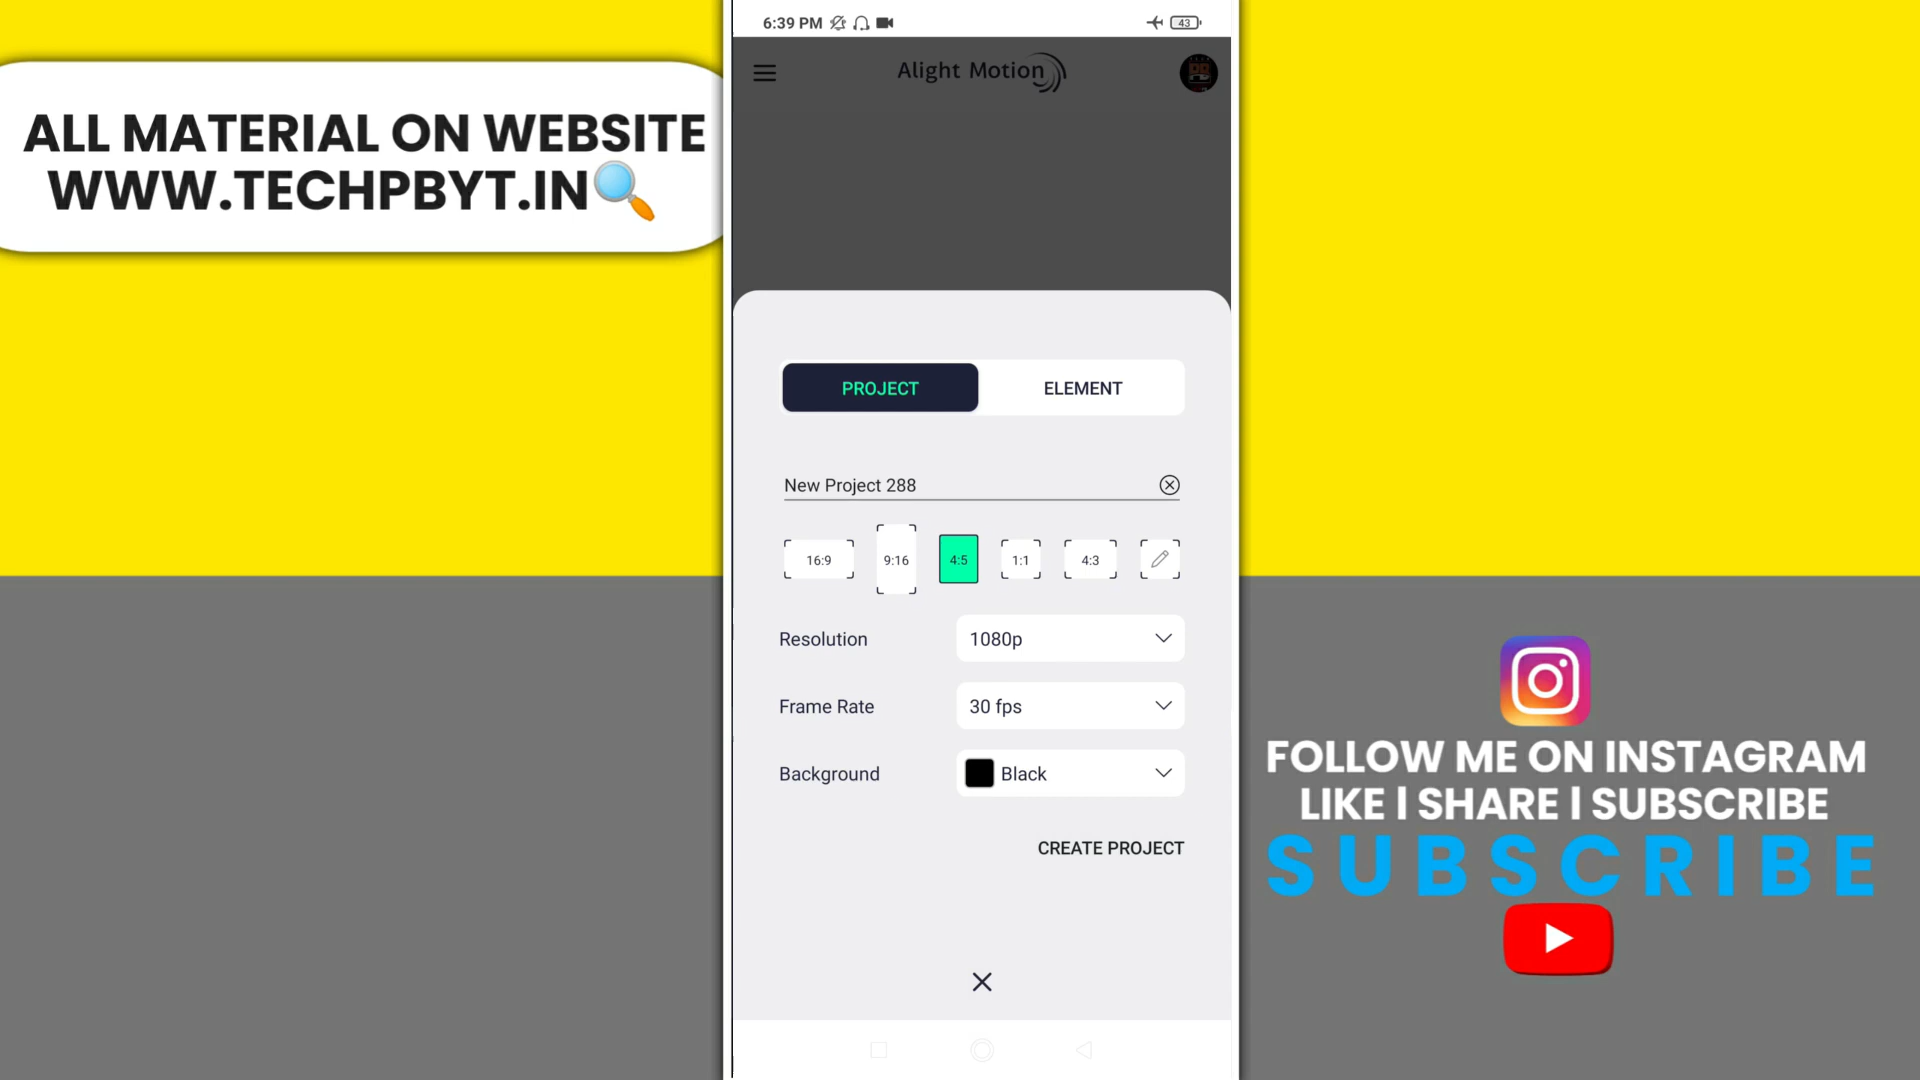 6:39 PM
43
Alight Motion
ALL MATERIAL ON WEBSITE
WWW.TECHPBYT.IN
PROJECT
ELEMENT
New Project 288
16:9
9:16
4:5
1:1
4:3
Resolution
1080p
Frame Rate
30 fps
Background
Black
CREATE PROJECT
FOLLOW ME ON INSTAGRAM
LIKE | SHARE | SUBSCRIBE
SUBSCRIBE